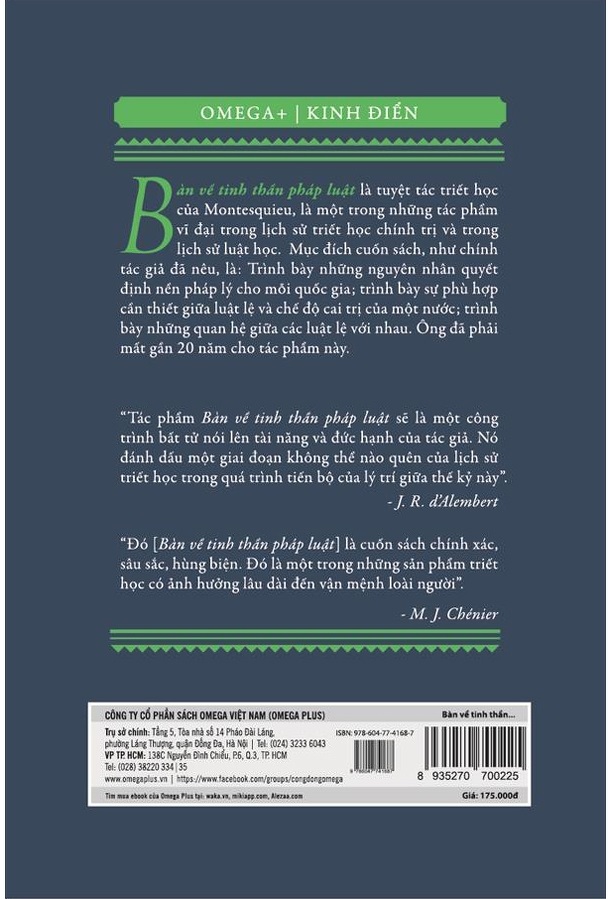 OMEGA+ | KINH ĐIỂN
Bàn về tinh thần pháp luật là tuyệt tác triết học
của Montesquieu, là một trong những tác phẩm
vĩ đại trong lịch sử triết học chính trị và trong
lịch sử luật học. Mục đích cuốn sách, như chính
tác giả đã nêu, là: Trình bày những nguyên nhân quyết
định nền pháp lý cho mỗi quốc gia; trình bày sự phù hợp
cần thiết giữa luật lệ và chế độ cai trị của một nước; trình
bày những quan hệ giữa các luật lệ với nhau. Ông đã phải
mất gần 20 năm cho tác phẩm này.
“Tác phẩm Bàn về tinh thần pháp luật sẽ là một công
trình bất tử nói lên tài năng và đức hạnh của tác giả. Nó
đánh dấu một giai đoạn không thể nào quên của lịch sử
triết học trong quá trình tiến bộ của lý trí giữa thế kỷ này”.
- J. R. d’Alembert
“Đó [Bàn về tinh thần pháp luật] là cuốn sách chính xác,
sâu sắc, hùng biện. Đó là một trong những sản phẩm triết
học có ảnh hưởng lâu dài đến vận mệnh loài người”.
- M. J. Chénier
CÔNG TY CỔ PHẦN SÁCH OMEGA VIỆT NAM (OMEGA PLUS)
Bàn về tinh thần...
Trụ sở chính: Tầng 5, Tòa nhà số 14 Pháo Đài Láng,
phường Láng Thượng, quận Đống Đa, Hà Nội | Tel: (024) 3233 6043
VP TP. HCM: 138C Nguyễn Đình Chiểu, P.6, Q.3, TP. HCM
Tel: (028) 38220 334 | 35
www.omegaplus.vn | https://www.facebook.com/groups/congdongomega
ISBN: 978-604-77-4168-7
9 786047 741687
8 935270 700225
Tìm mua ebook của Omega Plus tại: waka.vn, mikiapp.com, Alezaa.com
Giá: 175.000đ